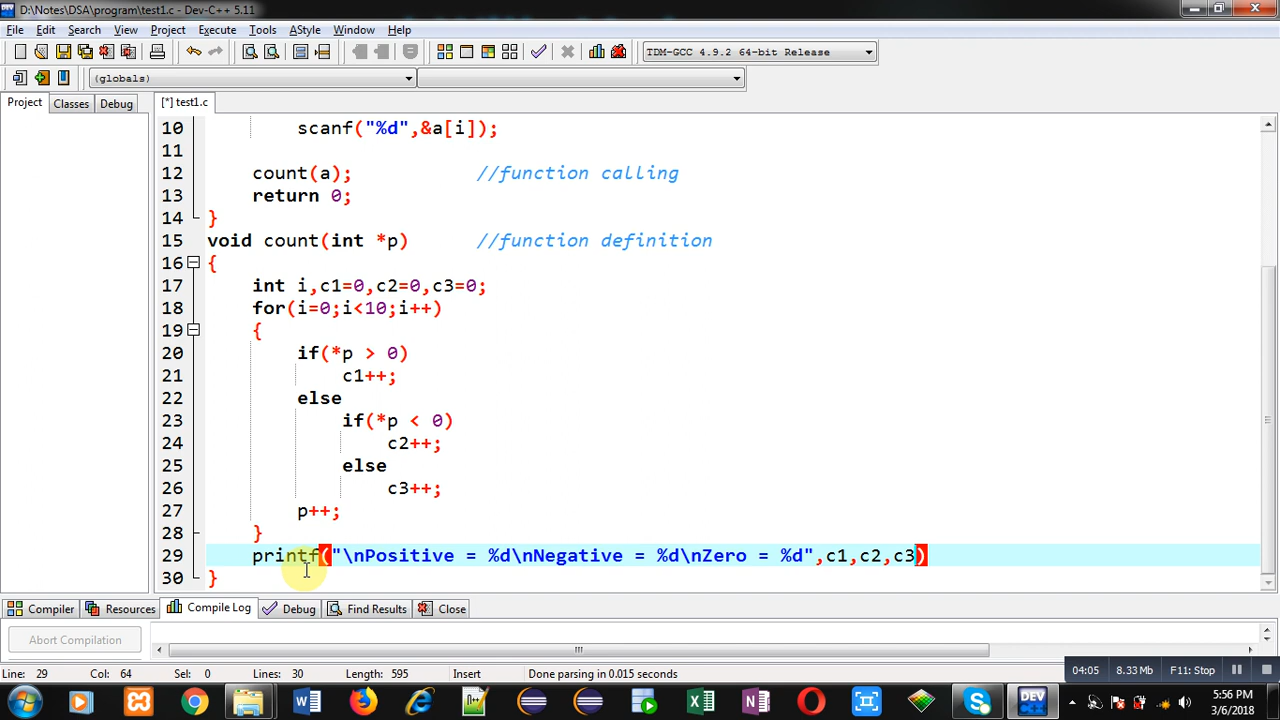 D:\Notes\DSA\program\test1.c - Dev-C++ 5.11
File Edit Search View Project Execute Tools AStyle Window Help
TDM-GCC 4.9.2 64-bit Release
(globals)
Project Classes Debug [*] test1.c
10 scanf("%d",&a[i]);
11
12 count(a); //function calling
13 return 0;
14 }
15 void count(int *p) //function definition
16 {
17 int i,c1=0,c2=0,c3=0;
18 for(i=0;i<10;i++)
19 {
20 if(*p > 0)
21 c1++;
22 else
23 if(*p < 0)
24 c2++;
25 else
26 c3++;
27 p++;
28 }
29 printf("\nPositive = %d\nNegative = %d\nZero = %d",c1,c2,c3)
30 }
Compiler Resources Compile Log Debug Find Results Close
Abort Compilation
Line: 29 Col: 64 Sel: 0 Lines: 30 Length: 595 Insert Done parsing in 0.015 seconds
04:05 8.33 Mb F11: Stop
DEV
5:56 PM
3/6/2018